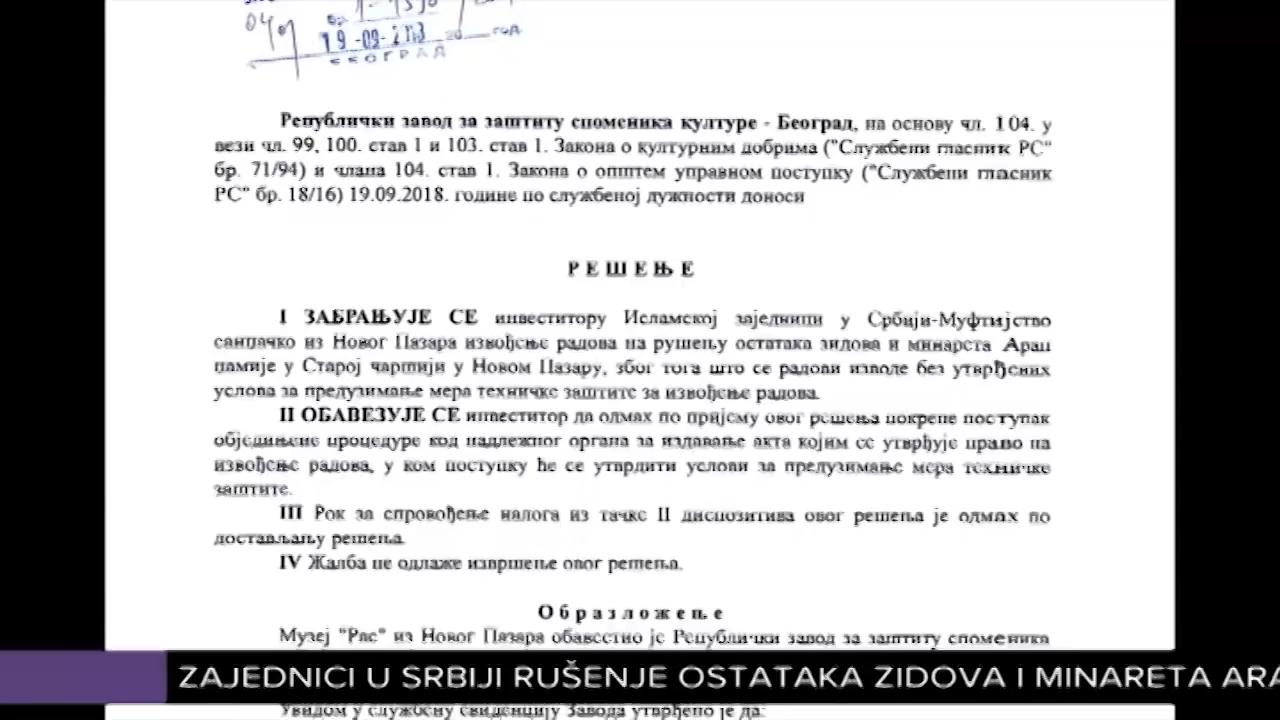 19-09-2018 20 год
БЕОГРАД
Републички завод за заштиту споменика културе - Београд, на основу чл. 104. у
вези чл. 99, 100. став 1 и 103. став 1. Закона о културним добрима ("Службени гласник РС"
бр. 71/94) и члана 104. став 1. Закона о општем управном поступку ("Службени гласник
РС" бр. 18/16) 19.09.2018. године по службеној дужности доноси
РЕШЕЊЕ
I ЗАБРАЊУЈЕ СЕ инвеститору Исламској заједници у Србији-Муфтијство
санџачко из Новог Пазара извођење радова на рушењу остатака зидова и минарета Арап
џамије у Старој чаршији у Новом Пазару, због тога што се радови изводе без утврђених
услова за предузимање мера техничке заштите за извођење радова.
II ОБАВЕЗУЈЕ СЕ инвеститор да одмах по пријему овог решења покрене поступак
обједињене процедуре код надлежног органа за издавање акта којим се утврђује право на
извођење радова, у ком поступку ће се утврдити услови за предузимање мера техничке
заштите.
III Рок за спровођење налога из тачке II диспозитива овог решења је одмах по
достављању решења.
IV Жалба не одлаже извршење овог решења.
Образложење
Музеј "Рас" из Новог Пазара обавестио је Републички завод за заштиту споменика
ZAJEDNICI U SRBIJI RUŠENJE OSTATAKA ZIDOVA I MINARETA ARA
Увидом у службену евиденцију Завода утврђено је да: